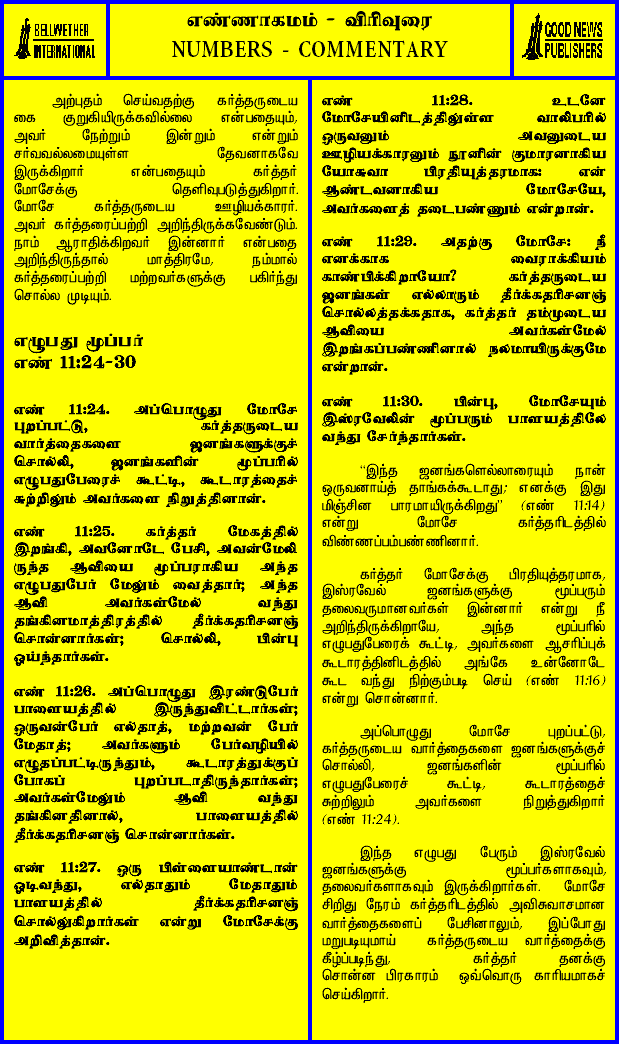 BELLWETHER
INTERNATIONAL
எண்ணாகமம் - விரிவுரை
NUMBERS - COMMENTARY
GOOD NEWS
PUBLISHERS
அற்புதம் செய்வதற்கு கர்த்தருடைய
கை குறுகியிருக்கவில்லை என்பதையும்,
அவர் நேற்றும் இன்றும் என்றும்
சர்வவல்லமையுள்ள தேவனாகவே
இருக்கிறார் என்பதையும் கர்த்தர்
மோசேக்கு தெளிவுபடுத்துகிறார்.
மோசே கர்த்தருடைய ஊழியக்காரர்.
அவர் கர்த்தரைப்பற்றி அறிந்திருக்கவேண்டும்.
நாம் ஆராதிக்கிறவர் இன்னார் என்பதை
அறிந்திருந்தால் மாத்திரமே, நம்மால்
கர்த்தரைப்பற்றி மற்றவர்களுக்கு பகிர்ந்து
சொல்ல முடியும்.
எழுபது மூப்பர்
எண் 11:24-30
எண் 11:24. அப்பொழுது மோசே
புறப்பட்டு, கர்த்தருடைய
வார்த்தைகளை ஜனங்களுக்குச்
சொல்லி, ஜனங்களின் மூப்பரில்
எழுபதுபேரைச் கூட்டி, கூடாரத்தைச்
சுற்றிலும் அவர்களை நிறுத்தினான்.
எண் 11:25. கர்த்தர் மேகத்தில்
இறங்கி, அவனோடே பேசி, அவன்மேலி
ருந்த ஆவியை மூப்பராகிய அந்த
எழுபதுபேர் மேலும் வைத்தார்; அந்த
ஆவி அவர்கள்மேல் வந்து
தங்கினமாத்திரத்தில் தீர்க்கதரிசனஞ்
சொன்னார்கள்; சொல்லி, பின்பு
ஓய்ந்தார்கள்.
எண் 11:26. அப்பொழுது இரண்டுபேர்
பாளையத்தில் இருந்துவிட்டார்கள்;
ஒருவன்பேர் எல்தாத், மற்றவன் பேர்
மேதாத்; அவர்களும் பேர்வழியில்
எழுதப்பட்டிருந்தும், கூடாரத்துக்குப்
போகப் புறப்படாதிருந்தார்கள்;
அவர்கள்மேலும் ஆவி வந்து
தங்கினதினால், பாளையத்தில்
தீர்க்கதரிசனஞ் சொன்னார்கள்.
எண் 11:27. ஒரு பிள்ளையாண்டான்
ஓடிவந்து, எல்தாதும் மேதாதும்
பாளயத்தில் தீர்க்கதரிசனஞ்
சொல்லுகிறார்கள் என்று மோசேக்கு
அறிவித்தான்.
எண் 11:28. உடனே
மோசேயினிடத்திலுள்ள வாலிபரில்
ஒருவனும் அவனுடைய
ஊழியக்காரனும் நூனின் குமாரனாகிய
யோசுவா பிரதியுத்தரமாக: என்
ஆண்டவனாகிய மோசேயே,
அவர்களைத் தடைபண்ணும் என்றான்.
எண் 11:29. அதற்கு மோசே: நீ
எனக்காக வைராக்கியம்
காண்பிக்கிறாயோ? கர்த்தருடைய
ஜனங்கள் எல்லாரும் தீர்க்கதரிசனஞ்
சொல்லத்தக்கதாக, கர்த்தர் தம்முடைய
ஆவியை அவர்கள்மேல்
இறங்கப்பண்ணினால் நலமாயிருக்குமே
என்றான்.
எண் 11:30. பின்பு, மோசேயும்
இஸ்ரவேலின் மூப்பரும் பாளயத்திலே
வந்து சேர்ந்தார்கள்.
"இந்த ஜனங்களெல்லாரையும் நான்
ஒருவனாய்த் தாங்கக்கூடாது; எனக்கு இது
மிஞ்சின பாரமாயிருக்கிறது" (எண் 11:14)
என்று மோசே கர்த்தரிடத்தில்
விண்ணப்பம்பண்ணினார்.
கர்த்தர் மோசேக்கு பிரதியுத்தரமாக,
இஸ்ரவேல் ஜனங்களுக்கு மூப்பரும்
தலைவருமானவர்கள் இன்னார் என்று நீ
அறிந்திருக்கிறாயே, அந்த மூப்பரில்
எழுபதுபேரைக் கூட்டி, அவர்களை ஆசரிப்புக்
கூடாரத்தினிடத்தில் அங்கே உன்னோடே
கூட வந்து நிற்கும்படி செய் (எண் 11:16)
என்று சொன்னார்.
அப்பொழுது மோசே புறப்பட்டு,
கர்த்தருடைய வார்த்தைகளை ஜனங்களுக்குச்
சொல்லி, ஜனங்களின் மூப்பரில்
எழுபதுபேரைச் கூட்டி, கூடாரத்தைச்
சுற்றிலும் அவர்களை நிறுத்துகிறார்
(எண் 11:24).
இந்த எழுபது பேரும் இஸ்ரவேல்
ஜனங்களுக்கு மூப்பர்களாகவும்,
தலைவர்களாகவும் இருக்கிறார்கள். மோசே
சிறிது நேரம் கர்த்தரிடத்தில் அவிசுவாசமான
வார்த்தைகளைப் பேசினாலும், இப்போது
மறுபடியுமாய் கர்த்தருடைய வார்த்தைக்கு
கீழ்ப்படிந்து, கர்த்தர் தனக்கு
சொன்ன பிரகாரம் ஒவ்வொரு காரியமாகச்
செய்கிறார்.